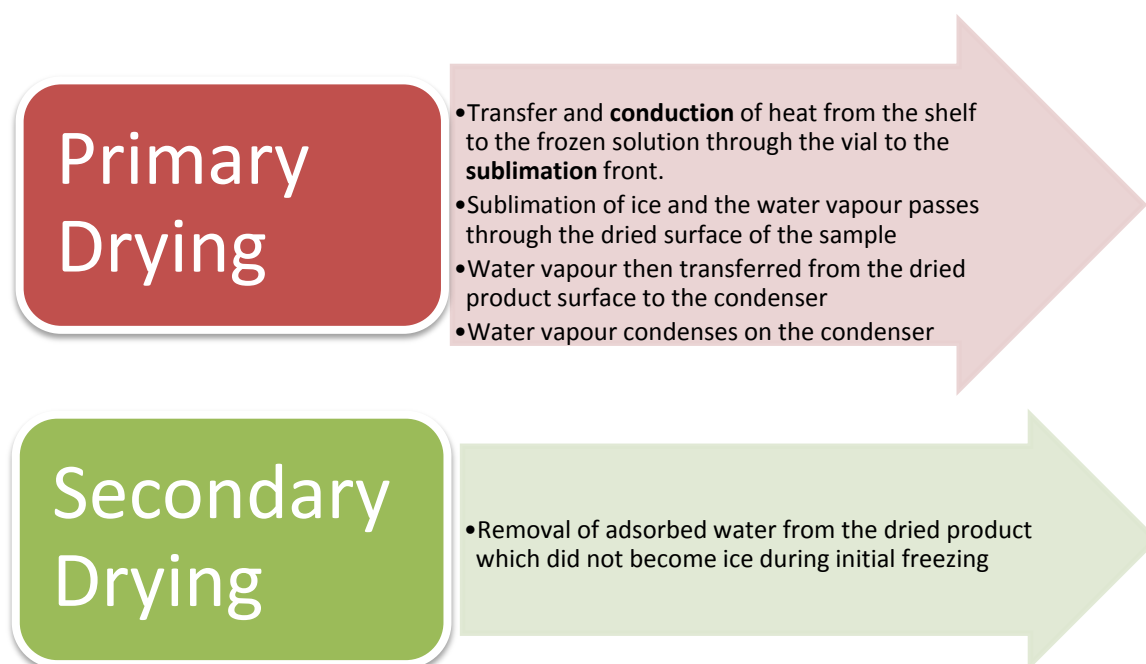 Primary
Drying
•Transfer and conduction of heat from the shelf
to the frozen solution through the vial to the
sublimation front.
•Sublimation of ice and the water vapour passes
through the dried surface of the sample
•Water vapour then transferred from the dried
product surface to the condenser
•Water vapour condenses on the condenser
Secondary
Drying
•Removal of adsorbed water from the dried product
which did not become ice during initial freezing